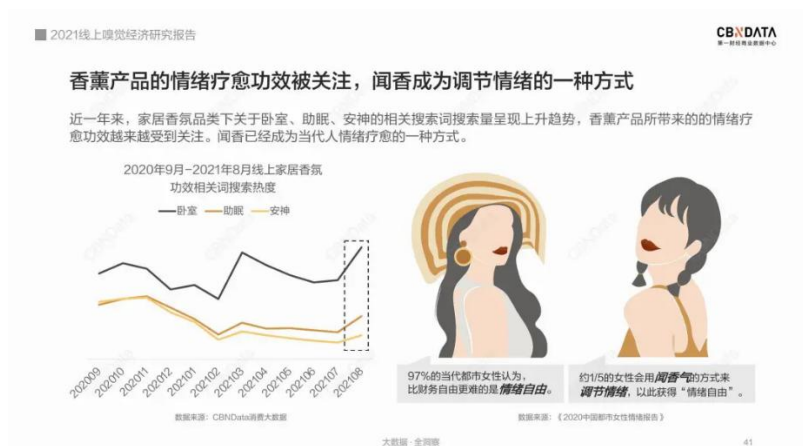 2021线上嗅觉经济研究报告
CBNDATA
第一财经商业数据中心
香薰产品的情绪疗愈功效被关注，闻香成为调节情绪的一种方式
近一年来，家居香氛品类下关于卧室、助眠、安神的相关搜索词搜索量呈现上升趋势，香薰产品所带来的的情绪疗
愈功效越来越受到关注。闻香已经成为当代人情绪疗愈的一种方式。
2020年9月-2021年8月线上家居香氛
功效相关词搜索热度
卧室 助眠 安神
202009 202010 202011 202012 202101 202102 202103 202104 202105 202106 202107 202108
97%的当代都市女性认为，
比财务自由更难的是情绪自由。
约1/5的女性会用闻香气的方式来
调节情绪，以此获得“情绪自由”。
数据来源：CBNData消费大数据
数据来源：《2020中国都市女性情绪报告》
大数据·全洞察
41